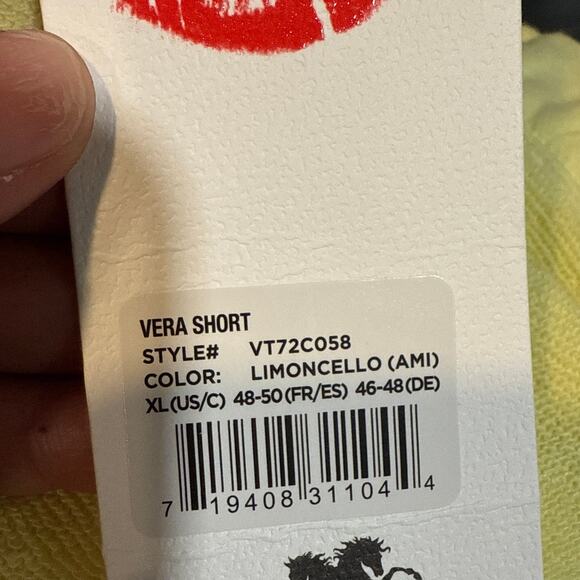 VERA SHORT
STYLE# VT72C058
COLOR: LIMONCELLO (AMI)
XL(US/C) 48-50(FR/ES) 46-48(DE)
7 19408 31104 4